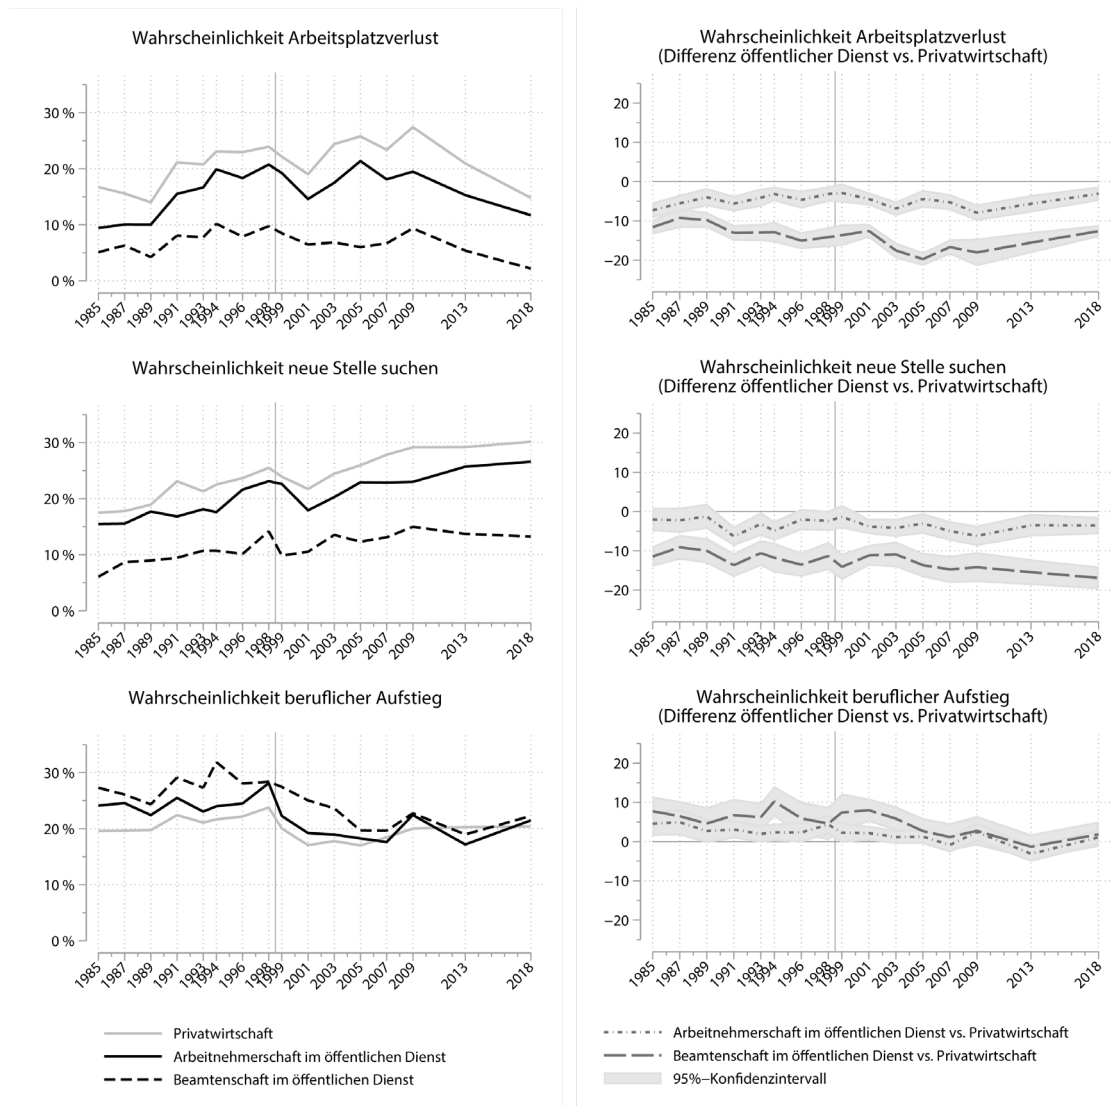 Wahrscheinlichkeit Arbeitsplatzverlust
30 %
20 %
10 %
0 %
1985 1987 1989 1991 1993 1994 1996 1998 1999 2001 2003 2005 2007 2009 2013 2018
Wahrscheinlichkeit Arbeitsplatzverlust
(Differenz öffentlicher Dienst vs. Privatwirtschaft)
20
10
0
−10
−20
1985 1987 1989 1991 1993 1994 1996 1998 1999 2001 2003 2005 2007 2009 2013 2018
Wahrscheinlichkeit neue Stelle suchen
30 %
20 %
10 %
0 %
1985 1987 1989 1991 1993 1994 1996 1998 1999 2001 2003 2005 2007 2009 2013 2018
Wahrscheinlichkeit neue Stelle suchen
(Differenz öffentlicher Dienst vs. Privatwirtschaft)
20
10
0
−10
−20
1985 1987 1989 1991 1993 1994 1996 1998 1999 2001 2003 2005 2007 2009 2013 2018
Wahrscheinlichkeit beruflicher Aufstieg
30 %
20 %
10 %
0 %
1985 1987 1989 1991 1993 1994 1996 1998 1999 2001 2003 2005 2007 2009 2013 2018
Wahrscheinlichkeit beruflicher Aufstieg
(Differenz öffentlicher Dienst vs. Privatwirtschaft)
20
10
0
−10
−20
1985 1987 1989 1991 1993 1994 1996 1998 1999 2001 2003 2005 2007 2009 2013 2018
Privatwirtschaft
Arbeitnehmerschaft im öffentlichen Dienst
Beamtenschaft im öffentlichen Dienst
Arbeitnehmerschaft im öffentlichen Dienst vs. Privatwirtschaft
Beamtenschaft im öffentlichen Dienst vs. Privatwirtschaft
95%−Konfidenzintervall